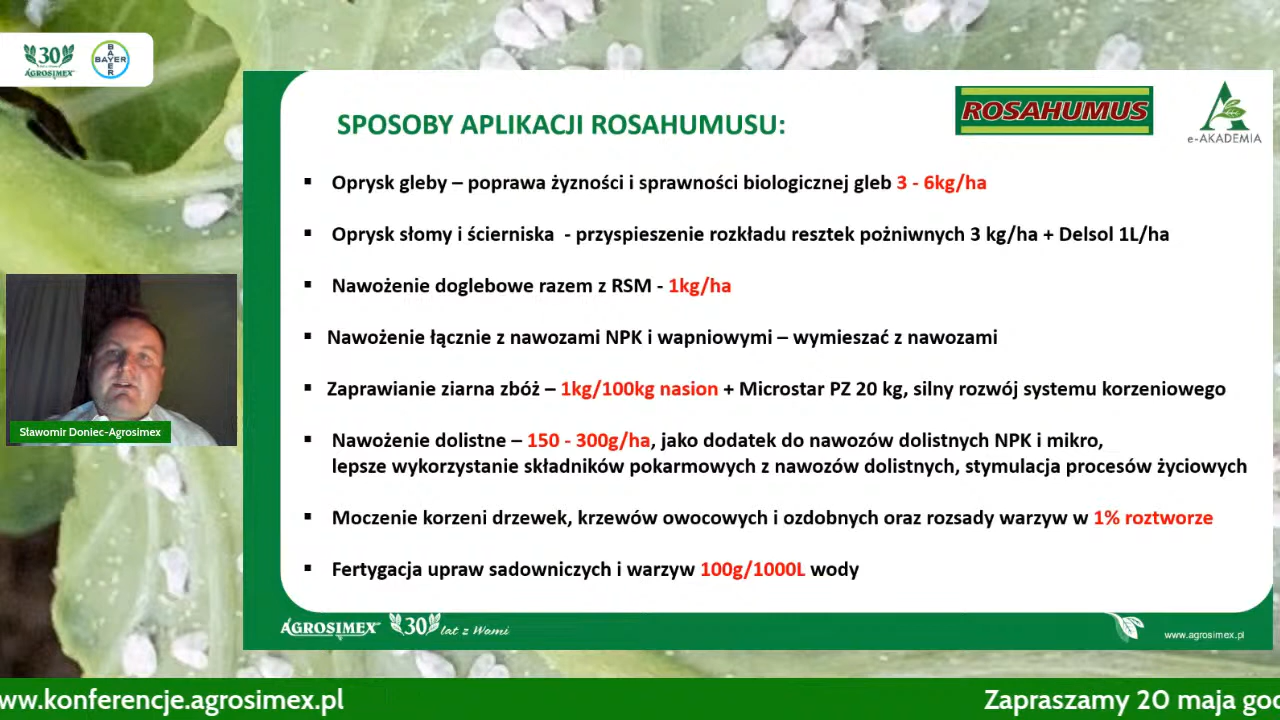 30
AGROSIMEX
BAYER
BAYER
SPOSOBY APLIKACJI ROSAHUMUSU:
ROSAHUMUS
e-AKADEMIA
▪ Oprysk gleby – poprawa żyzności i sprawności biologicznej gleb 3 - 6kg/ha
▪ Oprysk słomy i ścierniska - przyspieszenie rozkładu resztek pożniwnych 3 kg/ha + Delsol 1L/ha
▪ Nawożenie doglebowe razem z RSM - 1kg/ha
▪ Nawożenie łącznie z nawozami NPK i wapniowymi – wymieszać z nawozami
▪ Zaprawianie ziarna zbóż – 1kg/100kg nasion + Microstar PZ 20 kg, silny rozwój systemu korzeniowego
▪ Nawożenie dolistne – 150 - 300g/ha, jako dodatek do nawozów dolistnych NPK i mikro,
lepsze wykorzystanie składników pokarmowych z nawozów dolistnych, stymulacja procesów życiowych
▪ Moczenie korzeni drzewek, krzewów owocowych i ozdobnych oraz rozsady warzyw w 1% roztworze
▪ Fertygacja upraw sadowniczych i warzyw 100g/1000L wody
Sławomir Doniec-Agrosimex
AGROSIMEX 30 lat z Wami
www.agrosimex.pl
ww.konferencje.agrosimex.pl
Zapraszamy 20 maja god